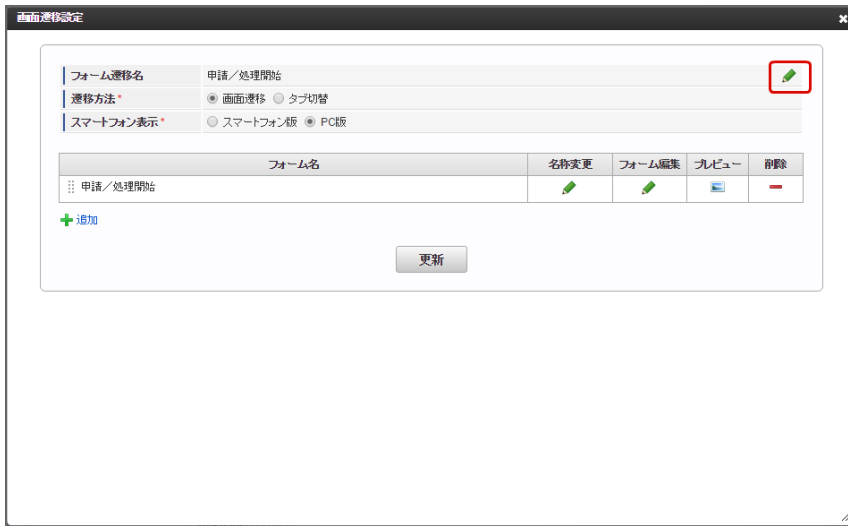 画面遷移設定
フォーム遷移名 申請／処理開始
遷移方法* 画面遷移 タブ切替
スマートフォン表示* スマートフォン版 PC版
フォーム名 名称変更 フォーム編集 プレビュー 削除
申請／処理開始
追加
更新